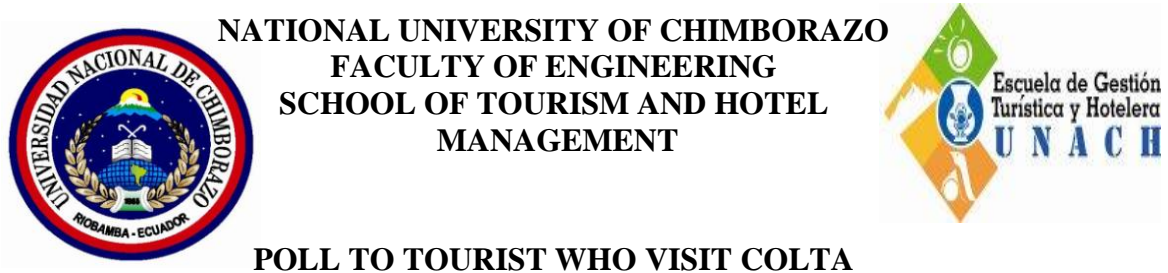 NATIONAL UNIVERSITY OF CHIMBORAZO
FACULTY OF ENGINEERING
SCHOOL OF TOURISM AND HOTEL
MANAGEMENT
UNIVERSIDAD NACIONAL DE CHIMBORAZO
1995
RIOBAMBA - ECUADOR
Escuela de Gestión
Turística y Hotelera
U N A C H
POLL TO TOURIST WHO VISIT COLTA